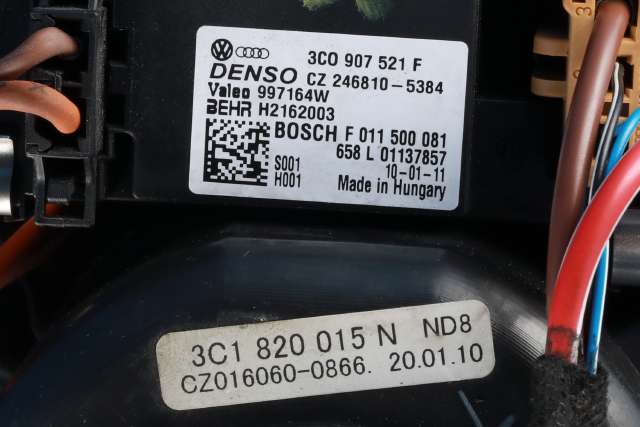 3C0 907 521 F
DENSO CZ 246810-5384
Valeo 997164W
BEHR H2162003
BOSCH F 011 500 081
S001 658 L 01137857
H001 10-01-11
Made in Hungary
3C1 820 015 N ND8
CZ016060-0866. 20.01.10